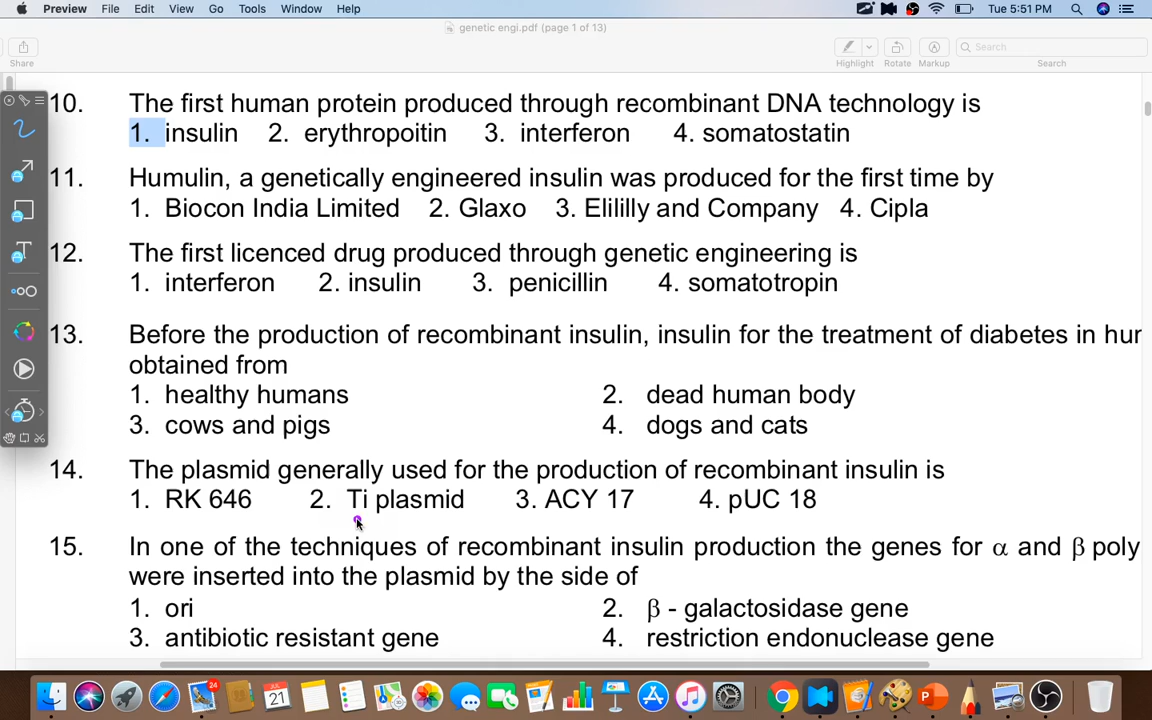 Preview File Edit View Go Tools Window Help Tue 5:51 PM
genetic engi.pdf (page 1 of 13)
Search
Share Highlight Rotate Markup Search
10. The first human protein produced through recombinant DNA technology is
1. insulin 2. erythropoitin 3. interferon 4. somatostatin
11. Humulin, a genetically engineered insulin was produced for the first time by
1. Biocon India Limited 2. Glaxo 3. Elililly and Company 4. Cipla
12. The first licenced drug produced through genetic engineering is
1. interferon 2. insulin 3. penicillin 4. somatotropin
13. Before the production of recombinant insulin, insulin for the treatment of diabetes in hur
obtained from
1. healthy humans 2. dead human body
3. cows and pigs 4. dogs and cats
14. The plasmid generally used for the production of recombinant insulin is
1. RK 646 2. Ti plasmid 3. ACY 17 4. pUC 18
15. In one of the techniques of recombinant insulin production the genes for α and β poly
were inserted into the plasmid by the side of
1. ori 2. β - galactosidase gene
3. antibiotic resistant gene 4. restriction endonuclease gene
24
JUL
21